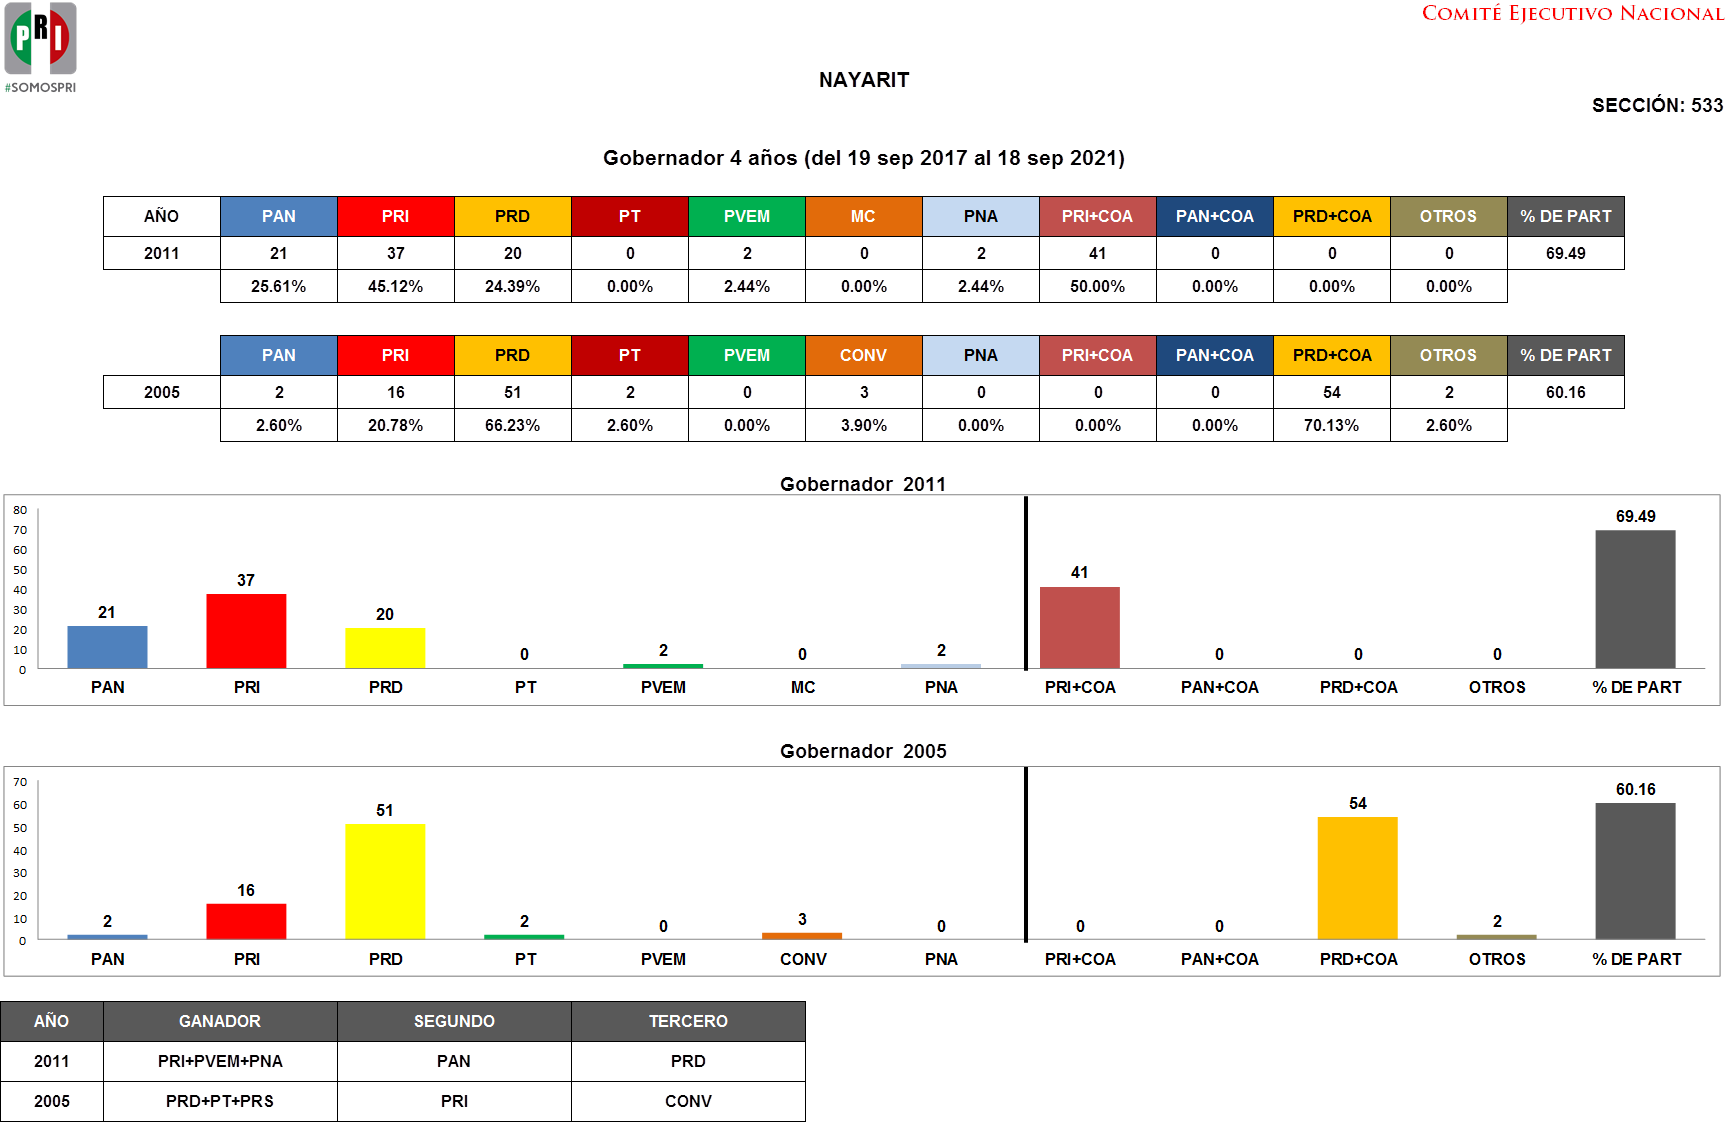 PRI
#SOMOSPRI
COMITÉ EJECUTIVO NACIONAL
NAYARIT
SECCIÓN: 533
Gobernador 4 años (del 19 sep 2017 al 18 sep 2021)
AÑO PAN PRI PRD PT PVEM MC PNA PRI+COA PAN+COA PRD+COA OTROS % DE PART
2011 21 37 20 0 2 0 2 41 0 0 0 69.49
25.61% 45.12% 24.39% 0.00% 2.44% 0.00% 2.44% 50.00% 0.00% 0.00% 0.00%
PAN PRI PRD PT PVEM CONV PNA PRI+COA PAN+COA PRD+COA OTROS % DE PART
2005 2 16 51 2 0 3 0 0 0 54 2 60.16
2.60% 20.78% 66.23% 2.60% 0.00% 3.90% 0.00% 0.00% 0.00% 70.13% 2.60%
Gobernador 2011
80
70
60
50
40
30
20
10
0
21 37 20 0 2 0 2 41 0 0 0 69.49
PAN PRI PRD PT PVEM MC PNA PRI+COA PAN+COA PRD+COA OTROS % DE PART
Gobernador 2005
70
60
50
40
30
20
10
0
2 16 51 2 0 3 0 0 0 54 2 60.16
PAN PRI PRD PT PVEM CONV PNA PRI+COA PAN+COA PRD+COA OTROS % DE PART
AÑO GANADOR SEGUNDO TERCERO
2011 PRI+PVEM+PNA PAN PRD
2005 PRD+PT+PRS PRI CONV